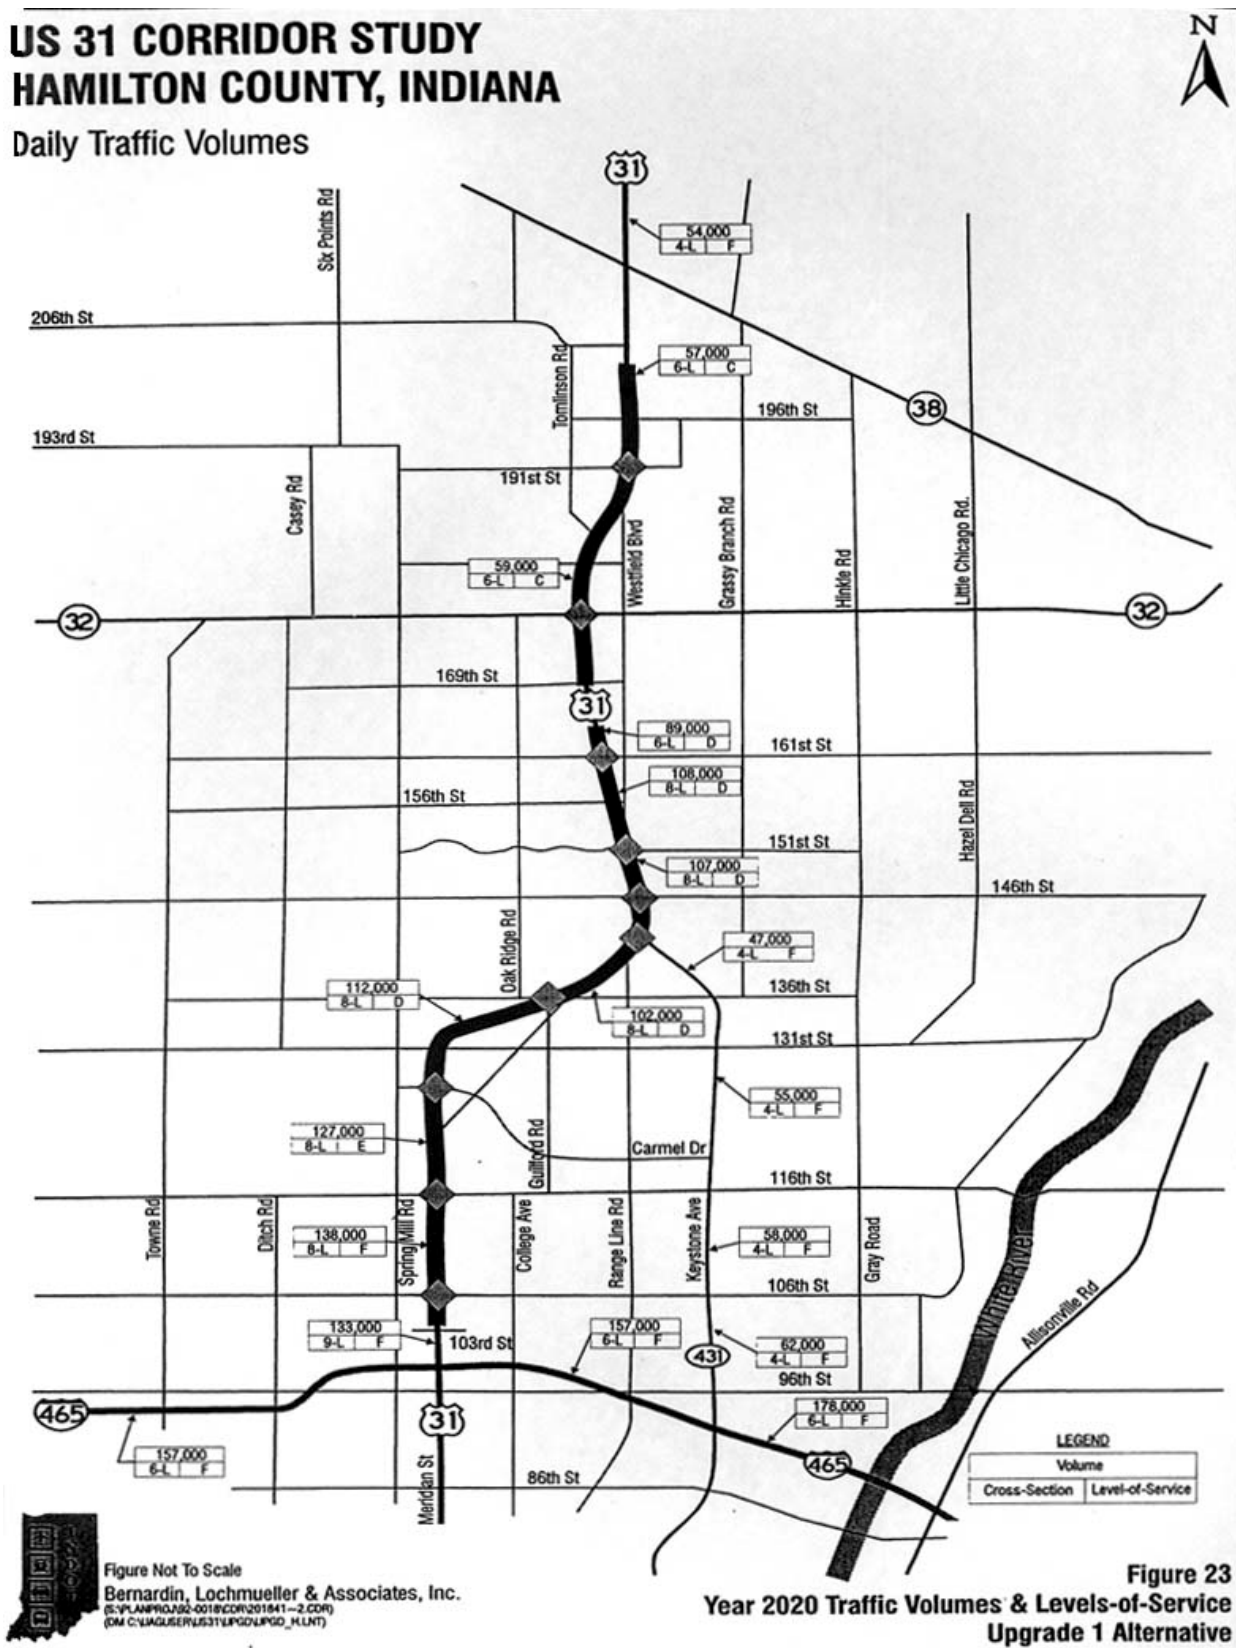 US 31 CORRIDOR STUDY
HAMILTON COUNTY, INDIANA
Daily Traffic Volumes
N
31
54,000
4-L F
Six Points Rd
206th St
57,000
6-L C
Tomlinson Rd
196th St
38
193rd St
191st St
Casey Rd
Westfield Blvd
Grassy Branch Rd
Hinkle Rd
Little Chicago Rd.
59,000
6-L C
32
32
169th St
31
89,000
6-L D
161st St
108,000
8-L D
156th St
151st St
Hazel Dell Rd
107,000
8-L D
146th St
Oak Ridge Rd
47,000
4-L F
112,000
8-L D
136th St
102,000
8-L D
131st St
55,000
4-L F
127,000
8-L E
Guilford Rd
Carmel Dr
116th St
Towne Rd
Ditch Rd
Spring Mill Rd
College Ave
Range Line Rd
Keystone Ave
Gray Road
138,000
8-L F
58,000
4-L F
106th St
White River
Allisonville Rd
133,000
9-L F
103rd St
157,000
6-L F
431
62,000
4-L F
96th St
465
31
178,000
6-L F
157,000
6-L F
465
Meridian St
86th St
LEGEND
Volume
Cross-Section Level-of-Service
Figure Not To Scale
Bernardin, Lochmueller & Associates, Inc.
Figure 23
Year 2020 Traffic Volumes & Levels-of-Service
Upgrade 1 Alternative